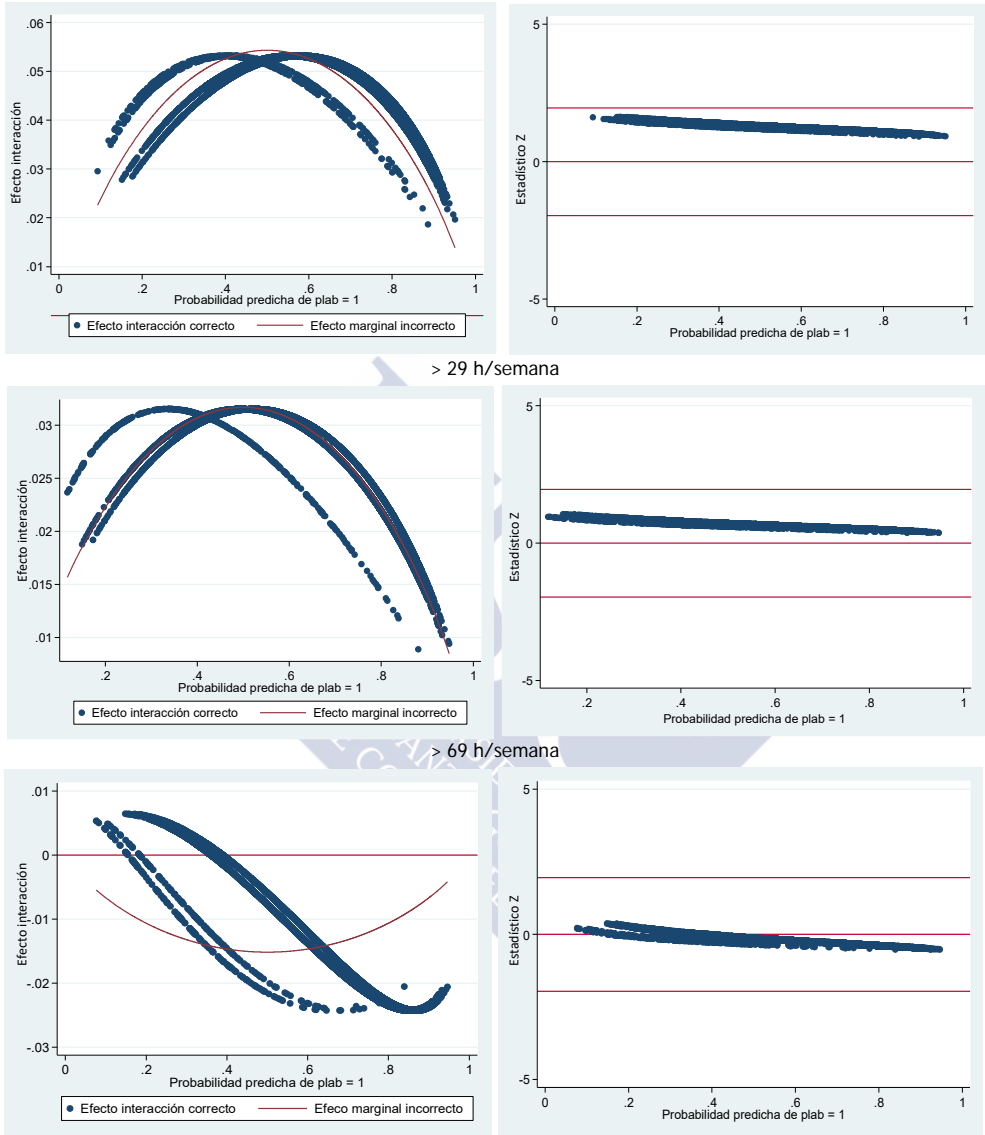 .06
.05
.04
.03
.02
.01
Efecto interacción
0 .2 .4 .6 .8 1
Probabilidad predicha de plab = 1
Efecto interacción correcto Efecto marginal incorrecto
5
0
-5
Estadístico Z
0 .2 .4 .6 .8 1
Probabilidad predicha de plab = 1
> 29 h/semana
.03
.025
.02
.015
.01
Efecto interacción
.2 .4 .6 .8 1
Probabilidad predicha de plab = 1
Efecto interacción correcto Efecto marginal incorrecto
5
0
-5
Estadístico Z
.2 .4 .6 .8 1
Probabilidad predicha de plab = 1
> 69 h/semana
.01
0
-.01
-.02
-.03
Efecto interacción
0 .2 .4 .6 .8 1
Probabilidad predicha de plab = 1
Efecto interacción correcto Efeco marginal incorrecto
5
0
-5
Estadístico Z
0 .2 .4 .6 .8 1
Probabilidad predicha de plab = 1